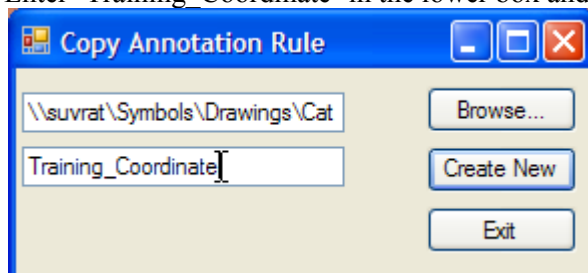 Enter "Training_Coordinate" in the lower box and
Copy Annotation Rule
\\suvrat\Symbols\Drawings\Cat
Browse...
Training_Coordinate
Create New
Exit